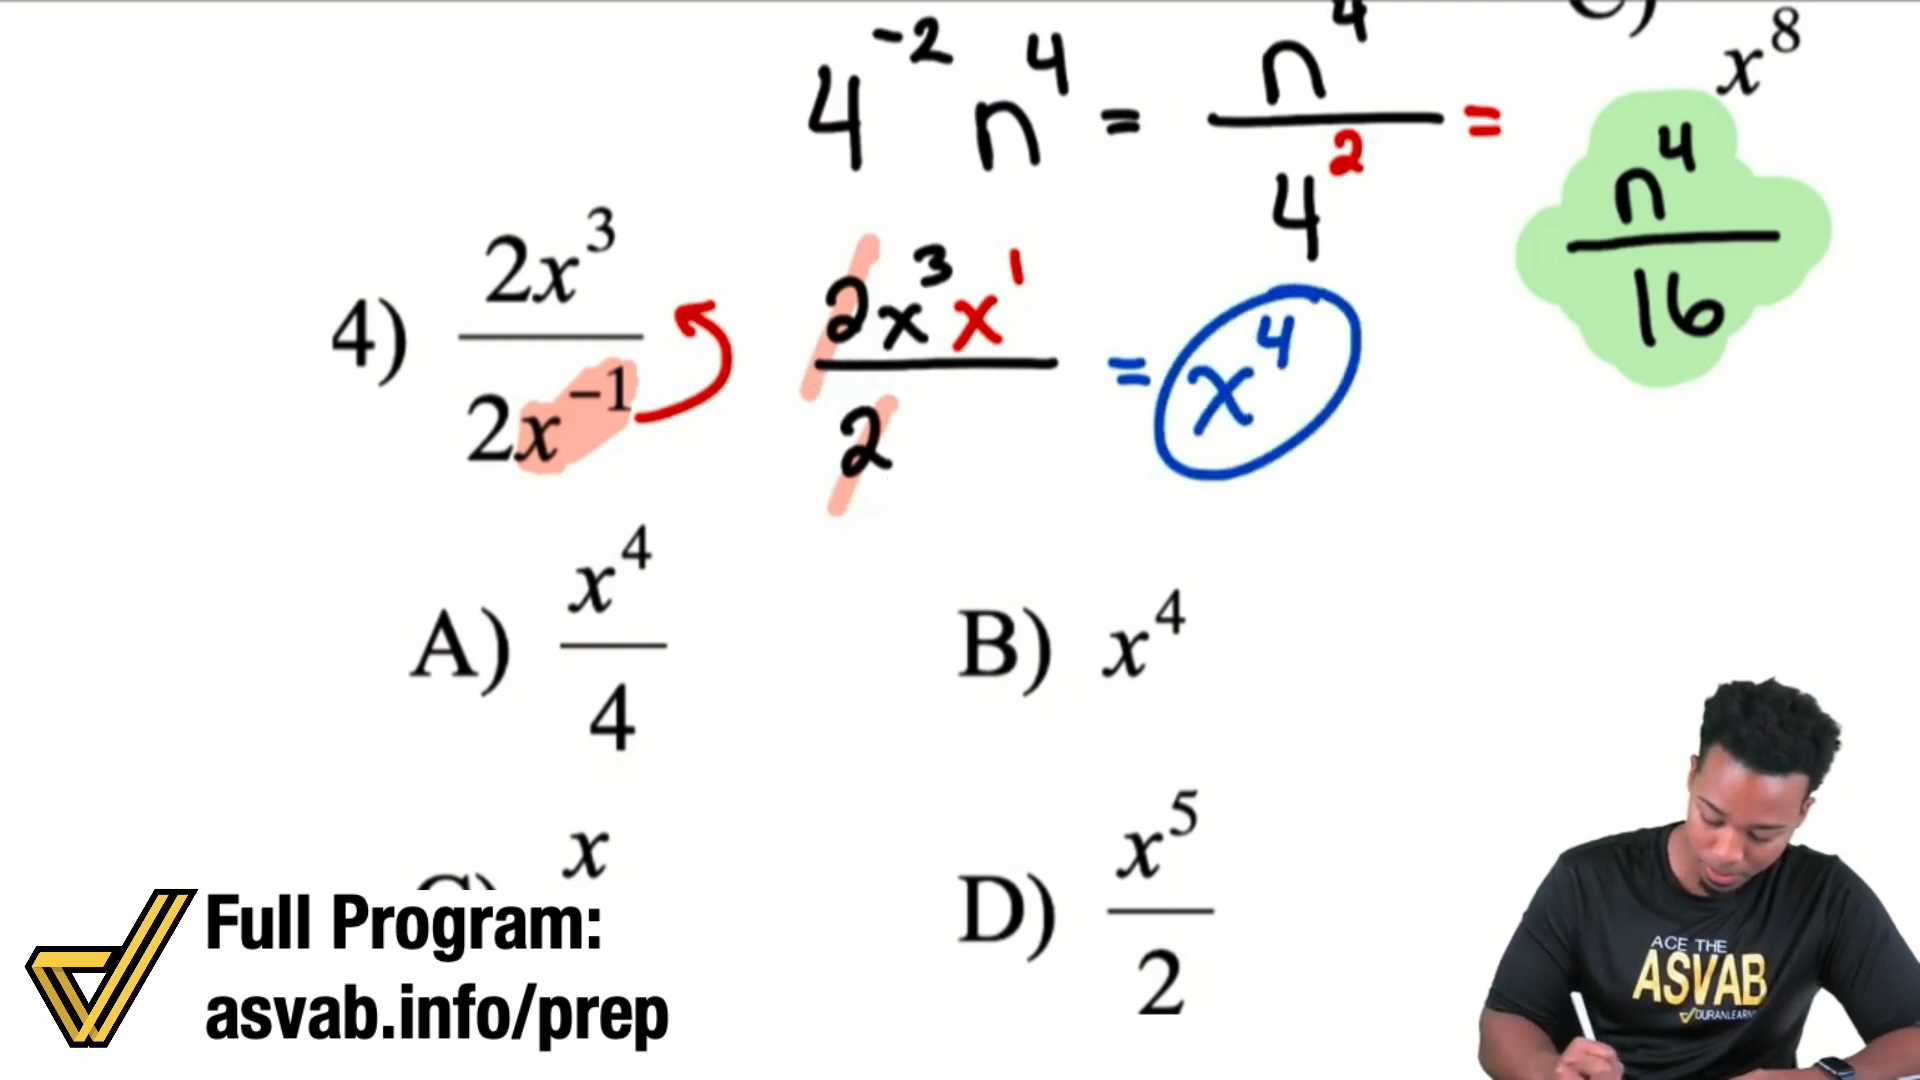 4⁻² n⁴ = n⁴ / 4² = n⁴ / 16
C)
x⁸
4) 2x³ / 2x⁻¹
2x³x¹ / 2 = x⁴
A) x⁴ / 4
B) x⁴
C) x
D) x⁵ / 2
Full Program:
asvab.info/prep
ACE THE
ASVAB